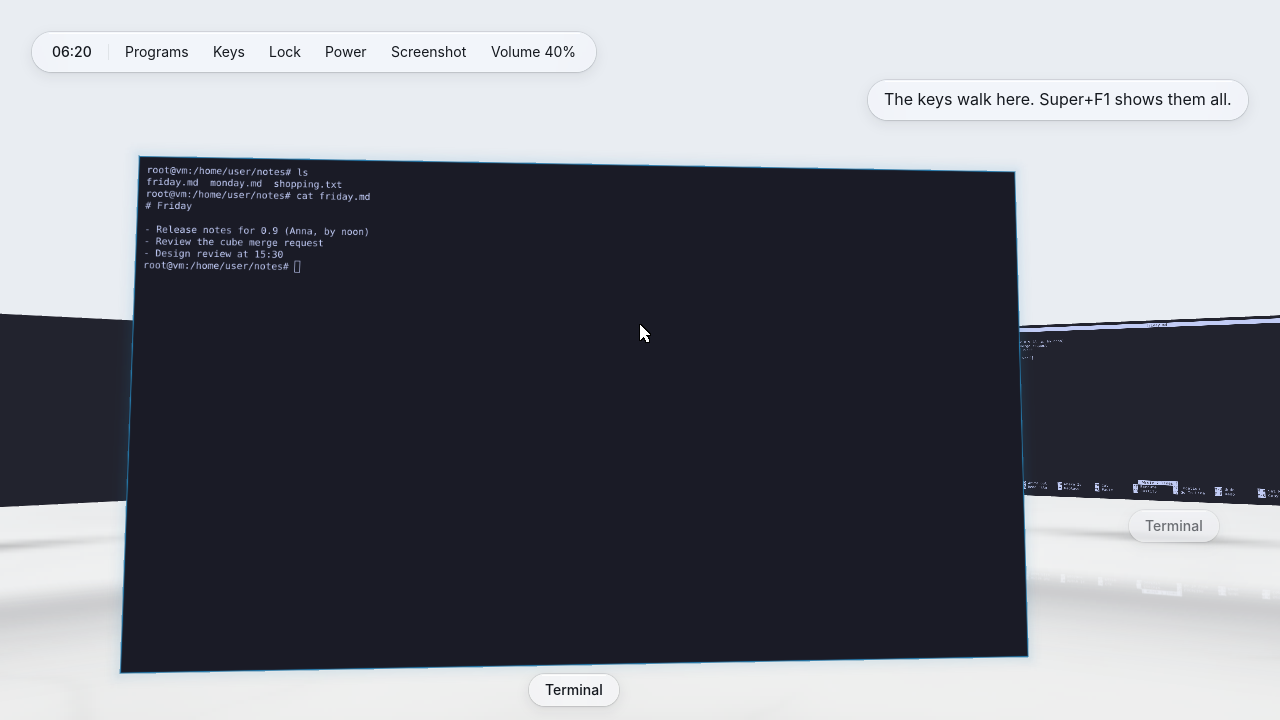 06:20 Programs Keys Lock Power Screenshot Volume 40%
The keys walk here. Super+F1 shows them all.
root@vm:/home/user/notes# ls
friday.md  monday.md  shopping.txt
root@vm:/home/user/notes# cat friday.md
# Friday
- Release notes for 0.9 (Anna, by noon)
- Review the cube merge request
- Design review at 15:30
root@vm:/home/user/notes#
Terminal
Terminal